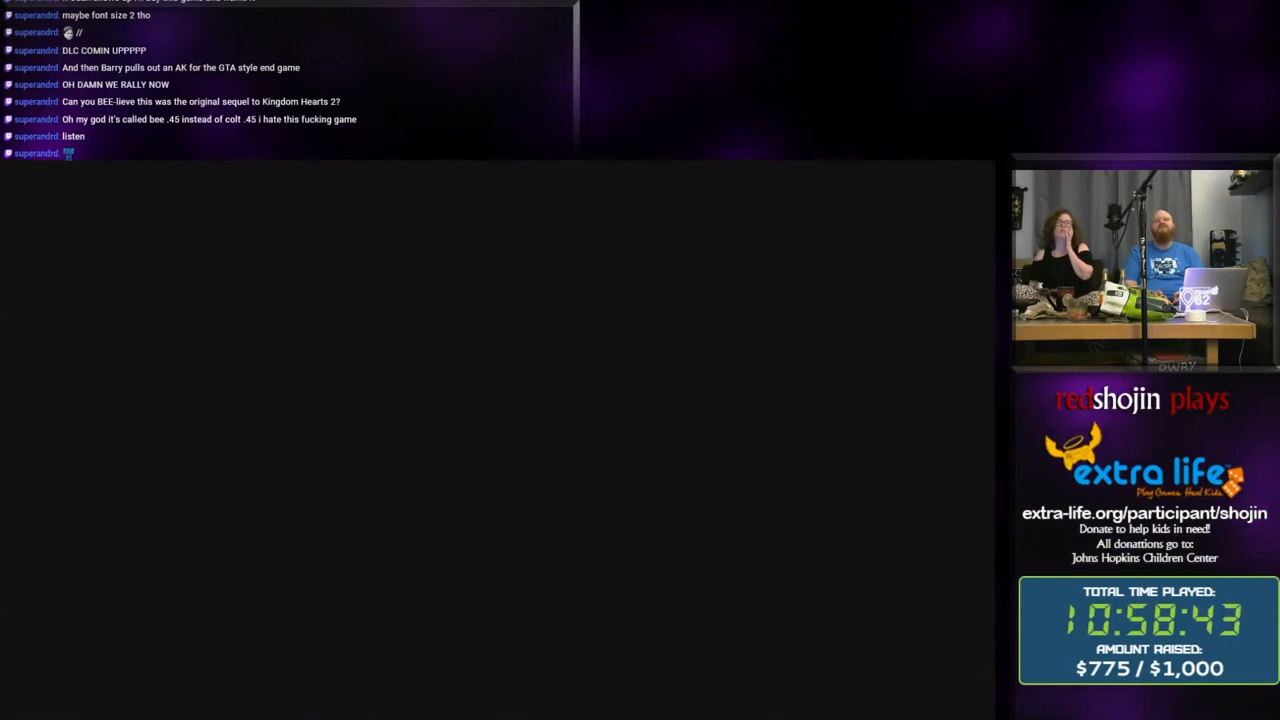 superandrd: maybe font size 2 tho
superandrd: //
superandrd: DLC COMIN UPPPPP
superandrd: And then Barry pulls out an AK for the GTA style end game
superandrd: OH DAMN WE RALLY NOW
superandrd: Can you BEE-lieve this was the original sequel to Kingdom Hearts 2?
superandrd: Oh my god it's called bee .45 instead of colt .45 i hate this fucking game
superandrd: listen
superandrd:
62
RWBY
redshojin plays
extra life
Play Games Heal Kids
extra-life.org/participant/shojin
Donate to help kids in need!
All donattions go to:
Johns Hopkins Children Center
TOTAL TIME PLAYED:
10:58:43
AMOUNT RAISED:
$775 / $1,000